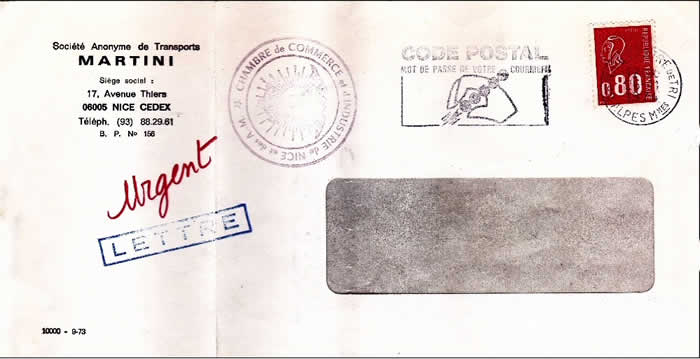 Société Anonyme de Transports
MARTINI
Siège social :
17, Avenue Thiers
06005 NICE CEDEX
Téléph. (93) 88.29.61
B. P. No 156
CHAMBRE de COMMERCE et d'INDUSTRIE de NICE et des A.M.
CODE POSTAL
MOT DE PASSE DE VOTRE COURRIER
REPUBLIQUE FRANÇAISE
0,80
ALPES Mmes
Urgent
LETTRE
10000 - 9-73